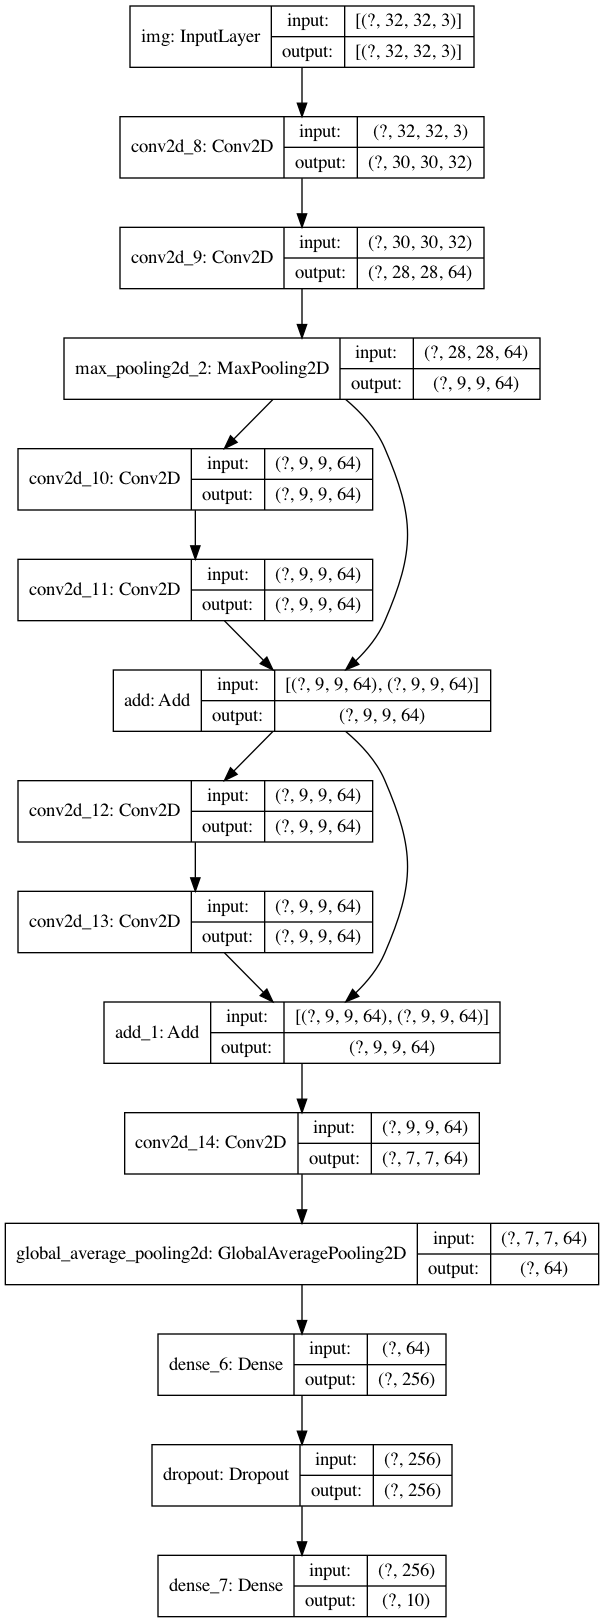 img: InputLayer
input:
[(?, 32, 32, 3)]
output:
[(?, 32, 32, 3)]
conv2d_8: Conv2D
input:
(?, 32, 32, 3)
output:
(?, 30, 30, 32)
conv2d_9: Conv2D
input:
(?, 30, 30, 32)
output:
(?, 28, 28, 64)
max_pooling2d_2: MaxPooling2D
input:
(?, 28, 28, 64)
output:
(?, 9, 9, 64)
conv2d_10: Conv2D
input:
(?, 9, 9, 64)
output:
(?, 9, 9, 64)
conv2d_11: Conv2D
input:
(?, 9, 9, 64)
output:
(?, 9, 9, 64)
add: Add
input:
[(?, 9, 9, 64), (?, 9, 9, 64)]
output:
(?, 9, 9, 64)
conv2d_12: Conv2D
input:
(?, 9, 9, 64)
output:
(?, 9, 9, 64)
conv2d_13: Conv2D
input:
(?, 9, 9, 64)
output:
(?, 9, 9, 64)
add_1: Add
input:
[(?, 9, 9, 64), (?, 9, 9, 64)]
output:
(?, 9, 9, 64)
conv2d_14: Conv2D
input:
(?, 9, 9, 64)
output:
(?, 7, 7, 64)
global_average_pooling2d: GlobalAveragePooling2D
input:
(?, 7, 7, 64)
output:
(?, 64)
dense_6: Dense
input:
(?, 64)
output:
(?, 256)
dropout: Dropout
input:
(?, 256)
output:
(?, 256)
dense_7: Dense
input:
(?, 256)
output:
(?, 10)